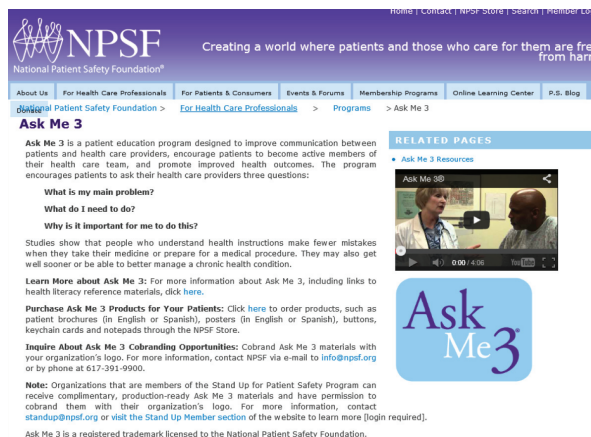 Home | Contact | NPSF Store | Search | Member Lo
NPSF
National Patient Safety Foundation®
Creating a world where patients and those who care for them are fre
from harm
About Us For Health Care Professionals For Patients & Consumers Events & Forums Membership Programs Online Learning Center P.S. Blog
Donate
National Patient Safety Foundation > For Health Care Professionals > Programs > Ask Me 3
Ask Me 3
Ask Me 3 is a patient education program designed to improve communication between
patients and health care providers, encourage patients to become active members of
their health care team, and promote improved health outcomes. The program
encourages patients to ask their health care providers three questions:
What is my main problem?
What do I need to do?
Why is it important for me to do this?
Studies show that people who understand health instructions make fewer mistakes
when they take their medicine or prepare for a medical procedure. They may also get
well sooner or be able to better manage a chronic health condition.
Learn More about Ask Me 3: For more information about Ask Me 3, including links to
health literacy reference materials, click here.
Purchase Ask Me 3 Products for Your Patients: Click here to order products, such as
patient brochures (in English or Spanish), posters (in English or Spanish), buttons,
keychain cards and notepads through the NPSF Store.
Inquire About Ask Me 3 Cobranding Opportunities: Cobrand Ask Me 3 materials with
your organization's logo. For more information, contact NPSF via e-mail to info@npsf.org
or by phone at 617-391-9900.
Note: Organizations that are members of the Stand Up for Patient Safety Program can
receive complimentary, production-ready Ask Me 3 materials and have permission to
cobrand them with their organization's logo. For more information, contact
standup@npsf.org or visit the Stand Up Member section of the website to learn more [login required].
Ask Me 3 is a registered trademark licensed to the National Patient Safety Foundation.
RELATED PAGES
Ask Me 3 Resources
Ask Me 3®
0:00 / 4:06 YouTube
Ask
Me 3